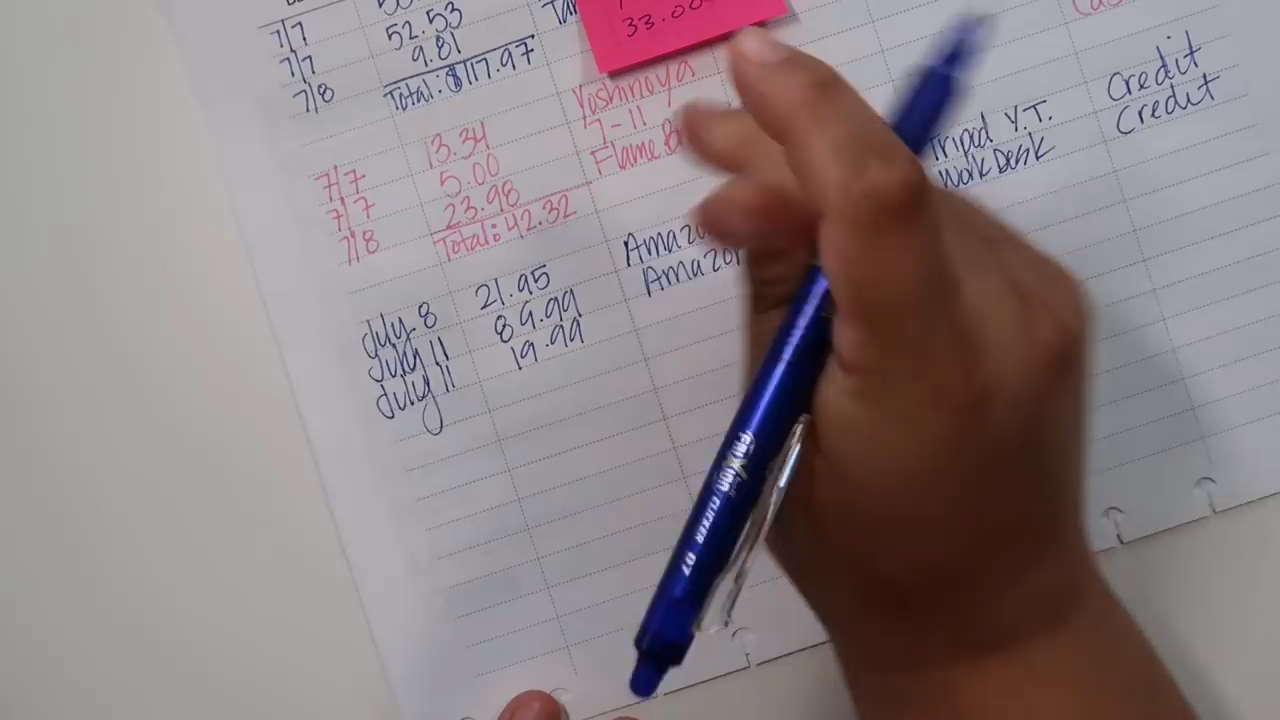 33.00
7/7 52.53
7/7 9.81
7/8 Total: $117.97
7/7 13.34 Yoshinoya
7/7 5.00 7-11
7/8 23.98 Flame
Total: 42.32
July 8 21.95 Tripod Y.T. Credit
July 11 89.99 Work Desk Credit
July 11 19.99
FRIXION CLICKER 07